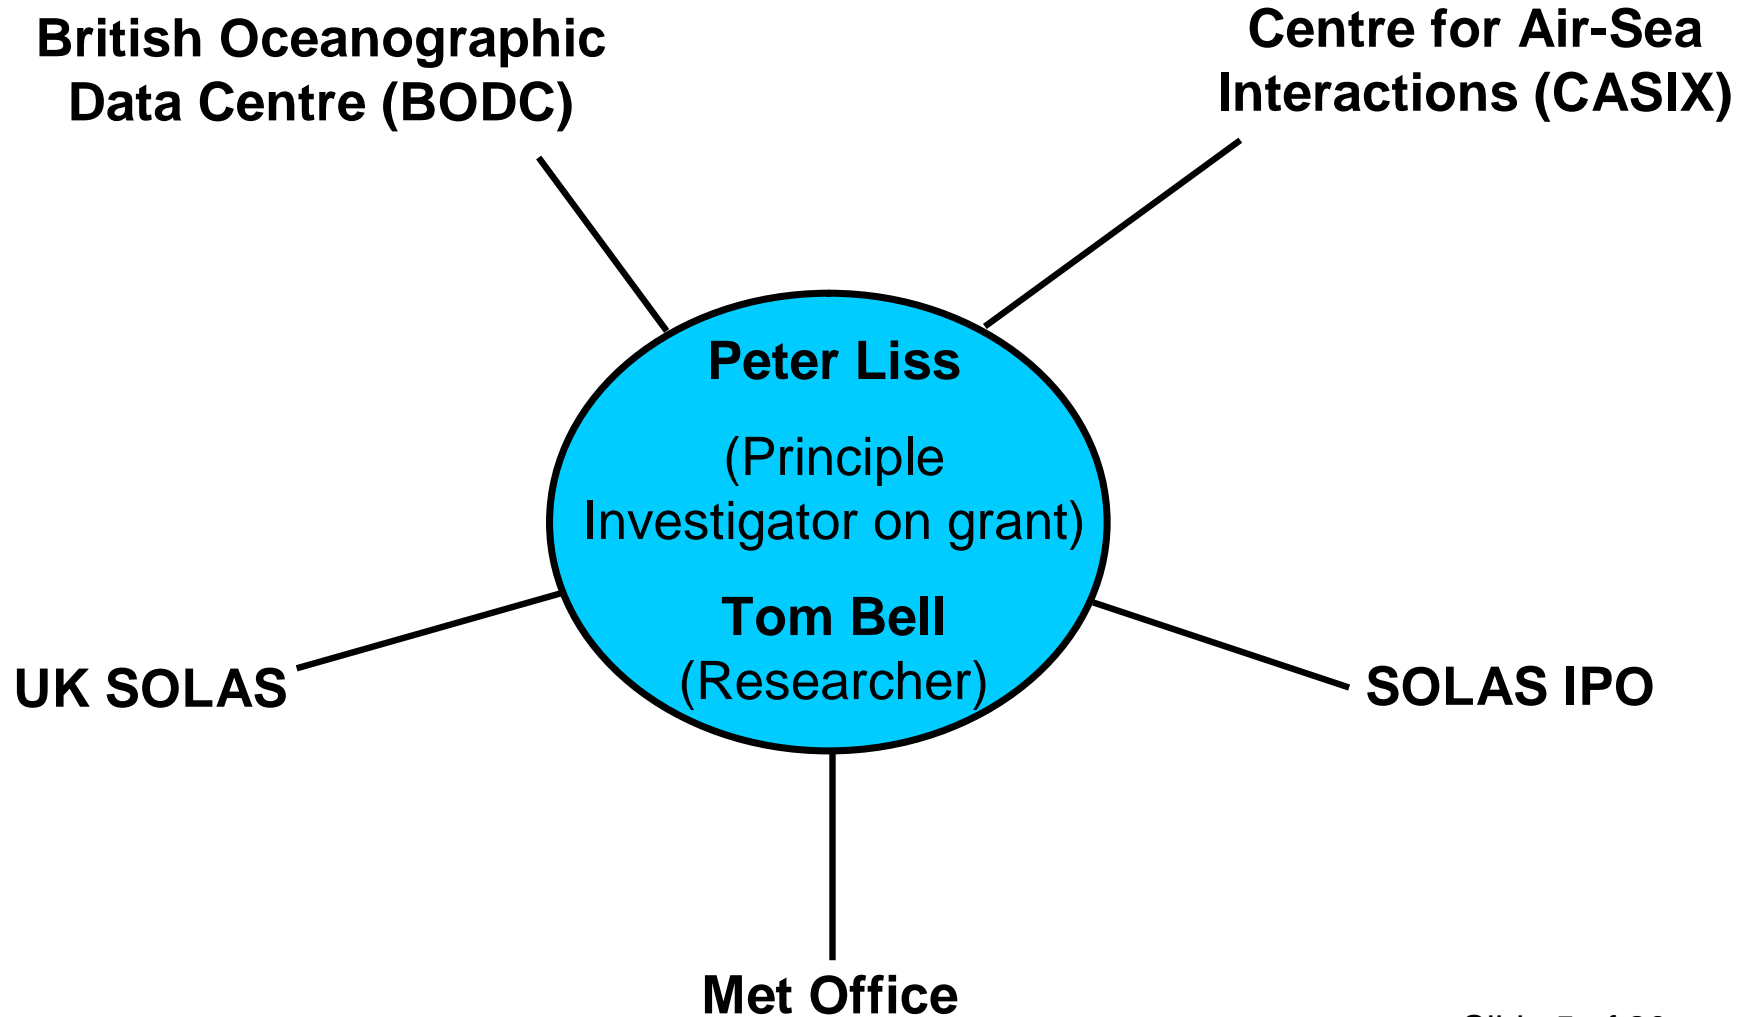 British Oceanographic
Data Centre (BODC)
Centre for Air-Sea
Interactions (CASIX)
Peter Liss
(Principle
Investigator on grant)
Tom Bell
(Researcher)
UK SOLAS
SOLAS IPO
Met Office